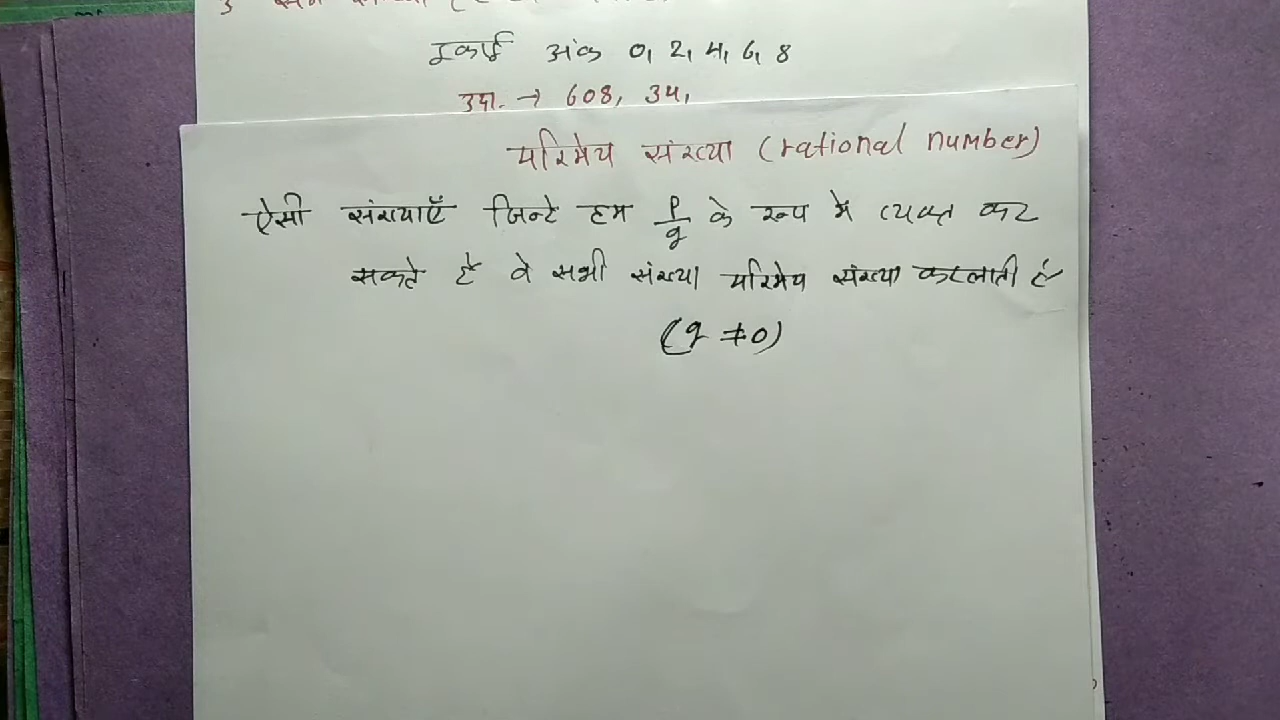 इकाई अंक 0, 2, 4, 6, 8
उदा. → 608, 34,
परिमेय संख्या (rational number)
ऐसी संख्याएँ जिन्हे हम p/q के रूप में व्यक्त कर
सकते है वे सभी संख्या परिमेय संख्या कहलाती है
(q ≠ 0)